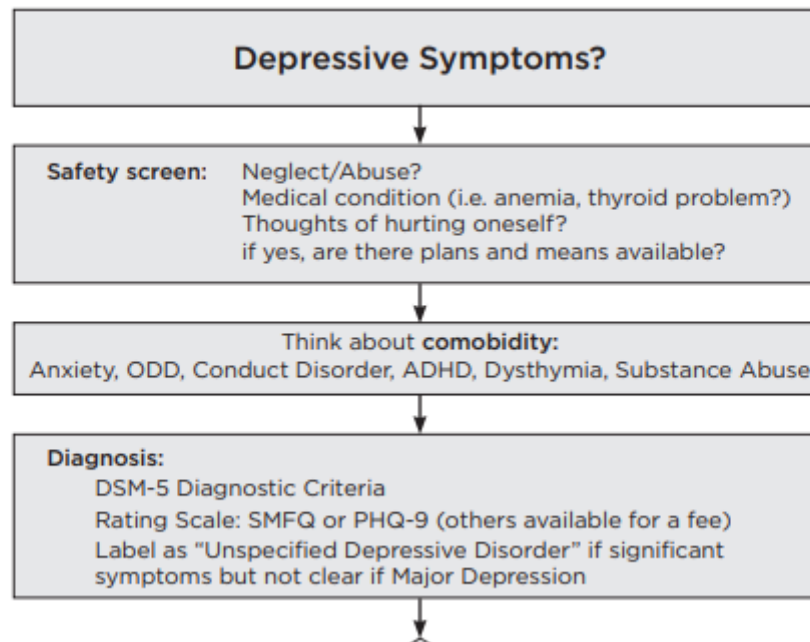 Depressive Symptoms?
Safety screen: Neglect/Abuse?
Medical condition (i.e. anemia, thyroid problem?)
Thoughts of hurting oneself?
if yes, are there plans and means available?
Think about comobidity:
Anxiety, ODD, Conduct Disorder, ADHD, Dysthymia, Substance Abuse
Diagnosis:
DSM-5 Diagnostic Criteria
Rating Scale: SMFQ or PHQ-9 (others available for a fee)
Label as “Unspecified Depressive Disorder” if significant
symptoms but not clear if Major Depression